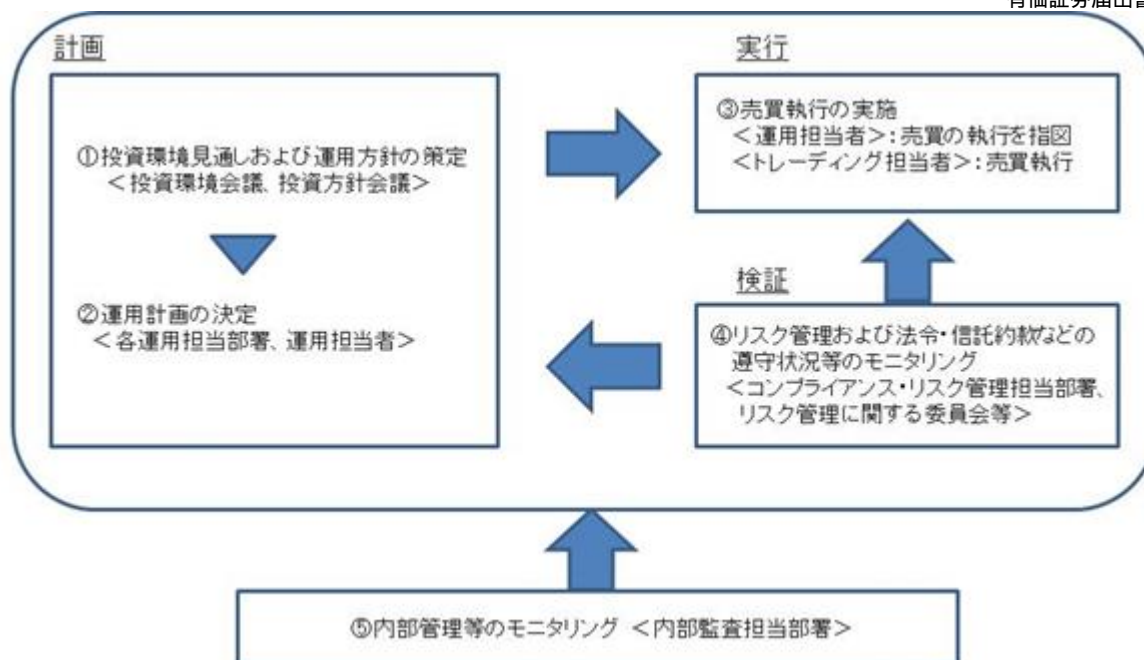 計画
①投資環境見通しおよび運用方針の策定
＜投資環境会議、投資方針会議＞
②運用計画の決定
＜各運用担当部署、運用担当者＞
実行
③売買執行の実施
＜運用担当者＞：売買の執行を指図
＜トレーディング担当者＞：売買執行
検証
④リスク管理および法令・信託約款などの
遵守状況等のモニタリング
＜コンプライアンス・リスク管理担当部署、
リスク管理に関する委員会等＞
⑤内部管理等のモニタリング ＜内部監査担当部署＞